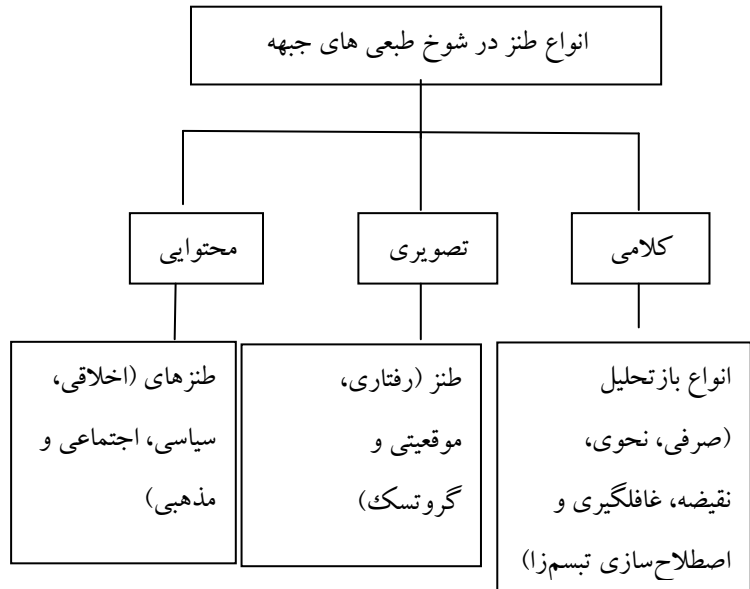 انواع طنز در شوخ طبعی های جبهه
کلامی
تصویری
محتوایی
انواع بازتحلیل
(صرفی، نحوی،
نقیضه، غافلگیری و
اصطلاح‌سازی تبسم‌زا)
طنز (رفتاری،
موقعیتی و
گروتسک)
طنزهای (اخلاقی،
سیاسی، اجتماعی و
مذهبی)